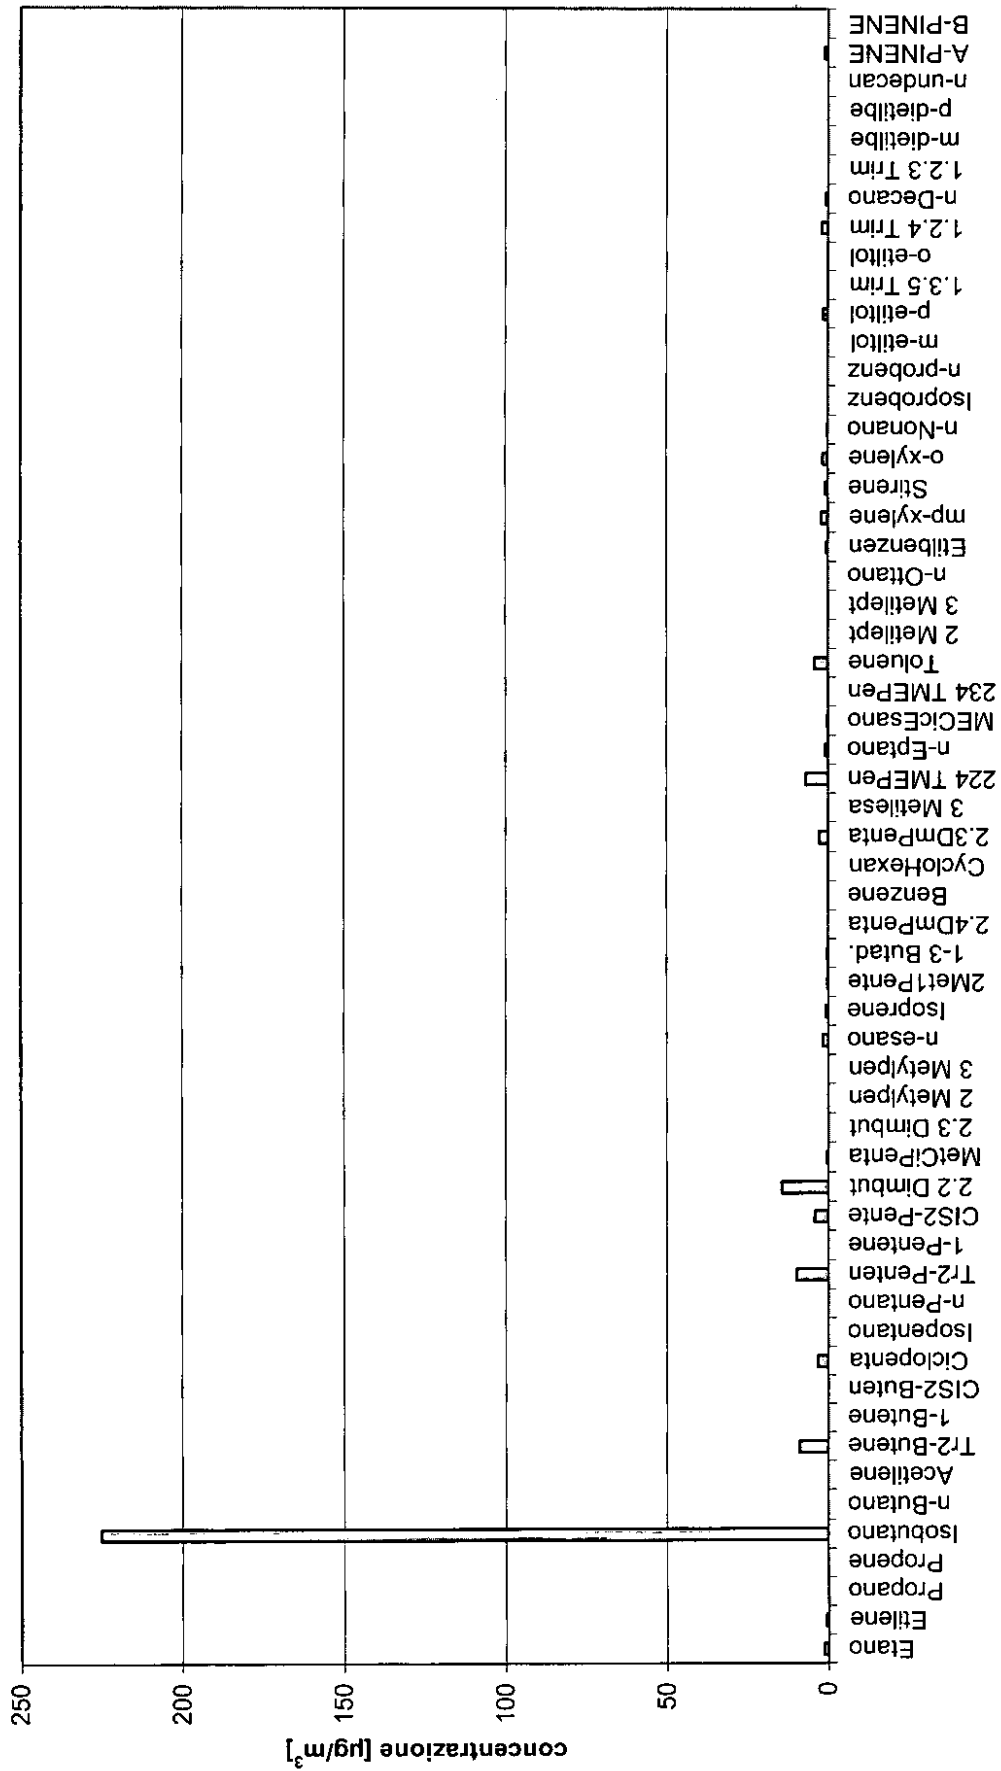 concentrazione [µg/m³]
250
200
150
100
50
0
Etano
Etilene
Propano
Propene
Isobutano
n-Butano
Acetilene
Tr2-Butene
1-Butene
CIS2-Buten
Ciclopenta
Isopentano
n-Pentano
Tr2-Penten
1-Pentene
CIS2-Pente
2.2 Dimbut
MetCiPenta
2.3 Dimbut
2 Metylpen
3 Metylpen
n-esano
Isoprene
2Met1Pente
1-3 Butad.
2.4DmPenta
Benzene
CycloHexan
2.3DmPenta
3 Metilesa
224 TMEPen
n-Eptano
MECicEsano
234 TMEPen
Toluene
2 Metilept
3 Metilept
n-Ottano
Etilbenzen
mp-xylene
Stirene
o-xylene
n-Nonano
Isoprobenz
n-probenz
m-etiltol
p-etiltol
1.3.5 Trim
o-etiltol
1.2.4 Trim
n-Decano
1.2.3 Trim
m-dietilbe
p-dietilbe
n-undecan
A-PINENE
B-PINENE